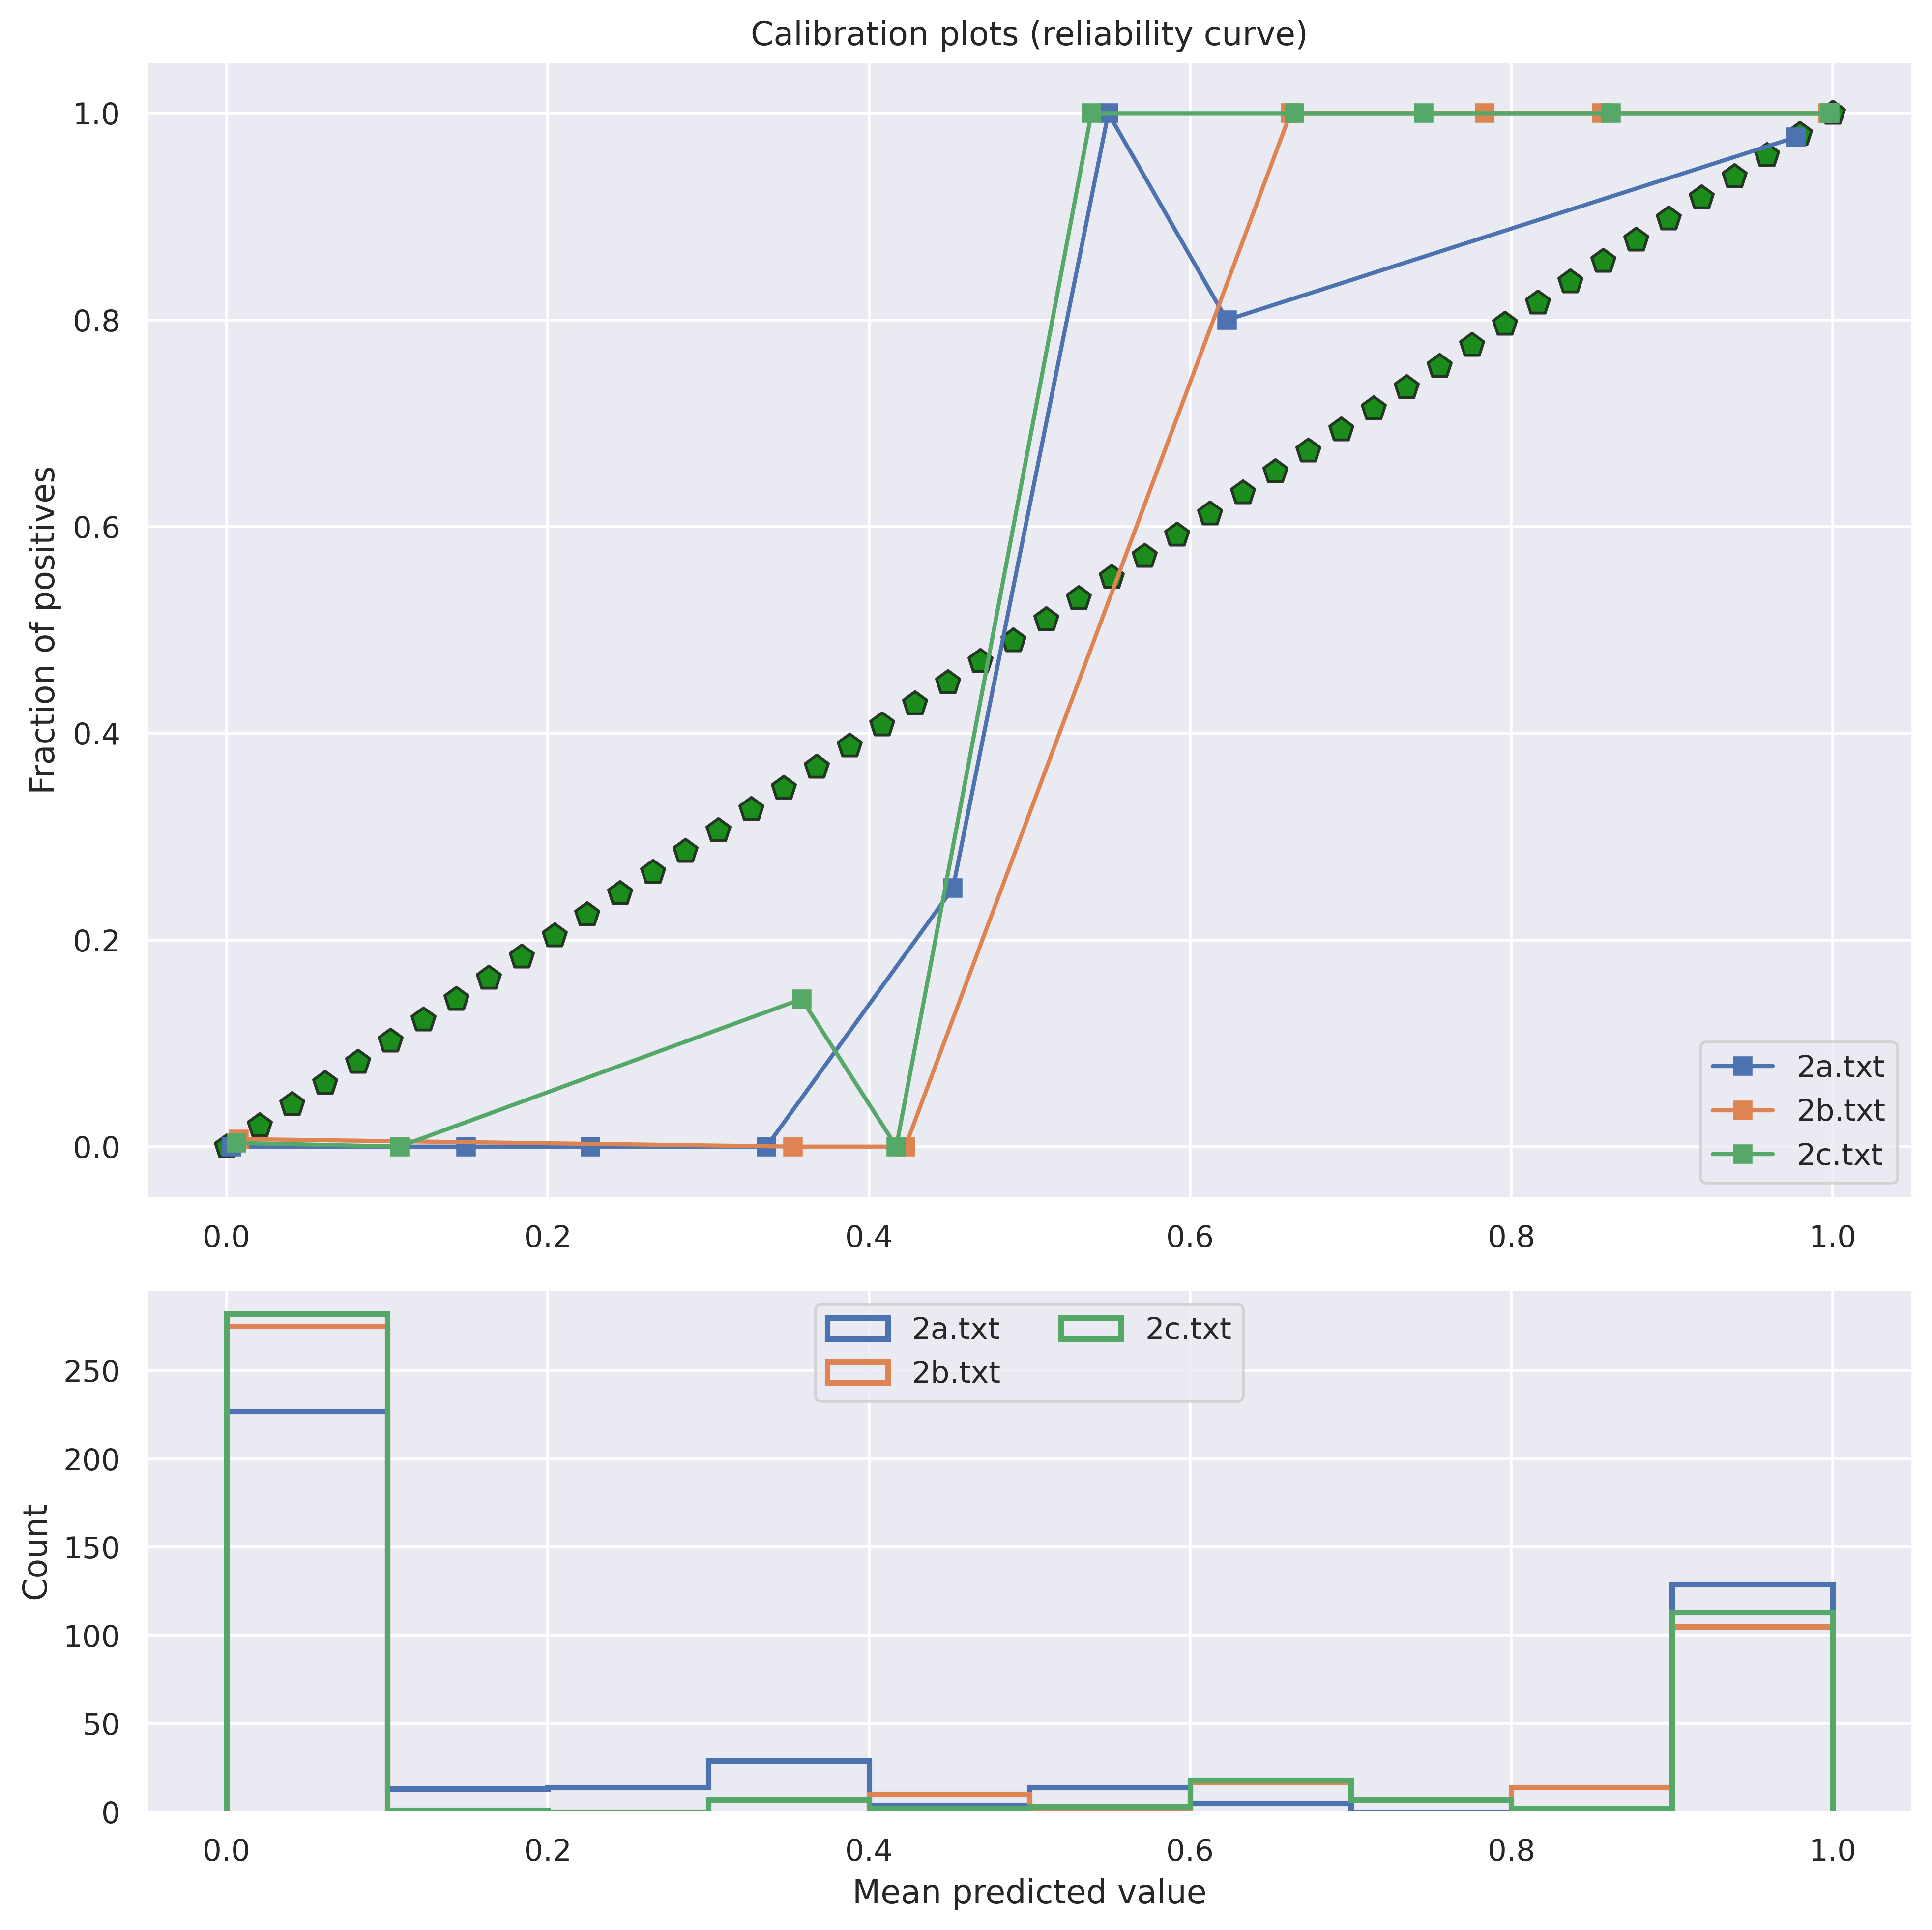 Calibration plots (reliability curve)
Fraction of positives
1.0
0.8
0.6
0.4
0.2
0.0
2a.txt
2b.txt
2c.txt
0.0 0.2 0.4 0.6 0.8 1.0
Count
250
200
150
100
50
0
2a.txt 2c.txt
2b.txt
0.0 0.2 0.4 0.6 0.8 1.0
Mean predicted value